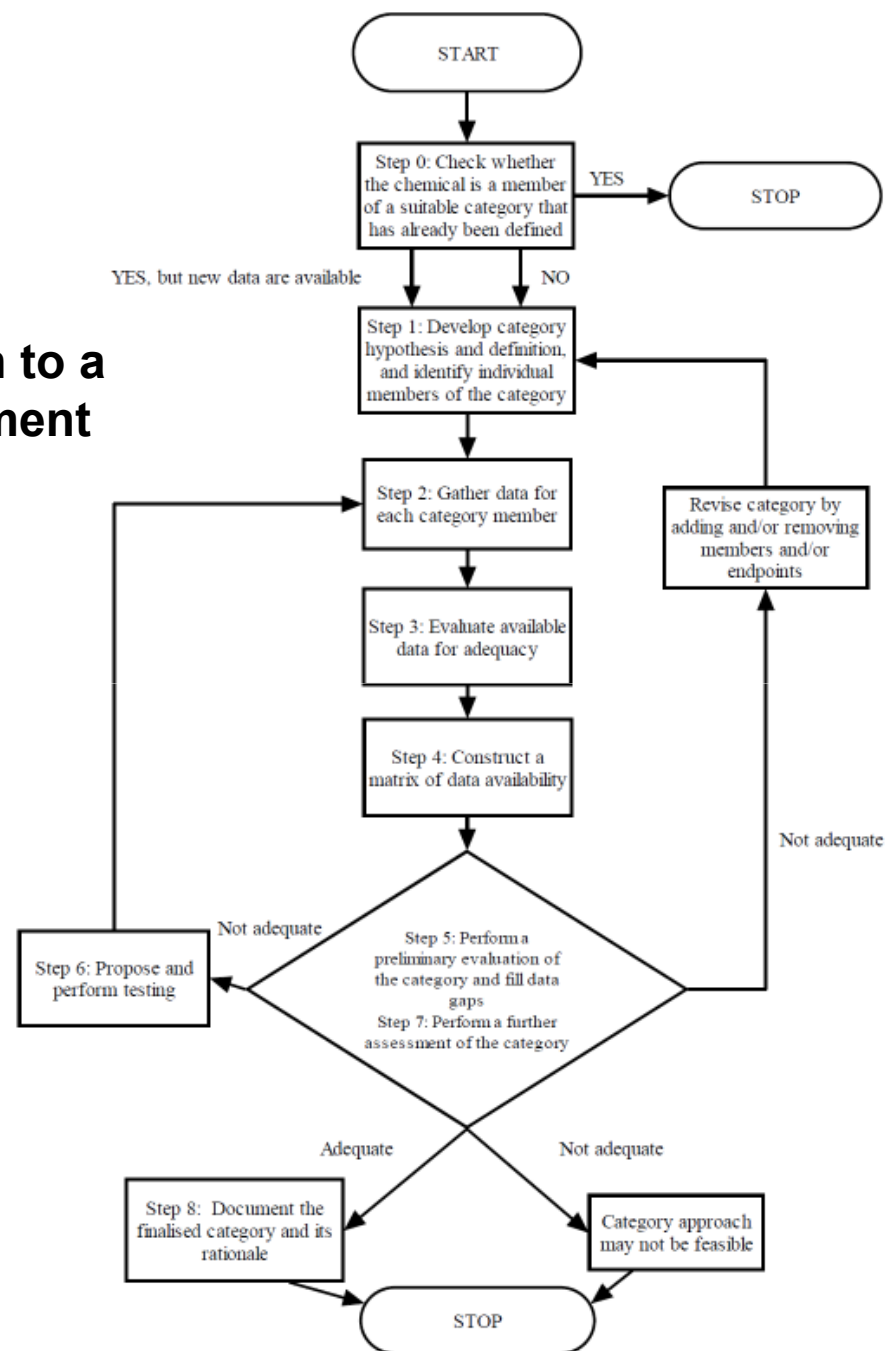 START
Step 0: Check whether
the chemical is a member
of a suitable category that
has already been defined
YES
STOP
YES, but new data are available
NO
n to a
ment
Step 1: Develop category
hypothesis and definition,
and identify individual
members of the category
Step 2: Gather data for
each category member
Revise category by
adding and/or removing
members and/or
endpoints
Step 3: Evaluate available
data for adequacy
Step 4: Construct a
matrix of data availability
Not adequate
Not adequate
Step 5: Perform a
preliminary evaluation of
the category and fill data
gaps
Step 7: Perform a further
assessment of the category
Step 6: Propose and
perform testing
Adequate
Not adequate
Step 8: Document the
finalised category and its
rationale
Category approach
may not be feasible
STOP